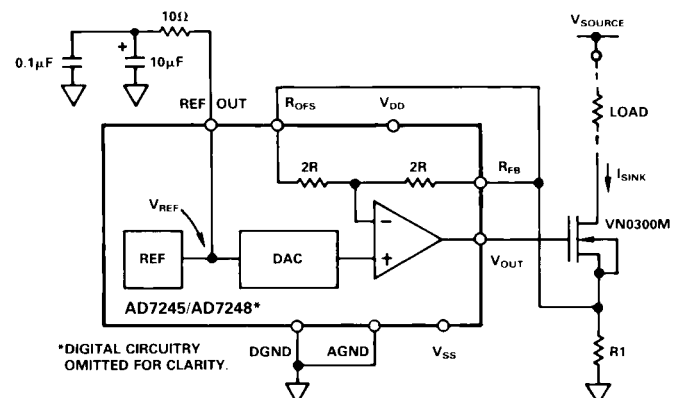 10Ω
0.1μF
+
10μF
REF OUT
R_OFS
V_DD
V_SOURCE
LOAD
2R
2R
R_FB
I_SINK
V_REF
VN0300M
REF
DAC
−
+
V_OUT
AD7245/AD7248*
*DIGITAL CIRCUITRY
OMITTED FOR CLARITY.
DGND
AGND
V_SS
R1